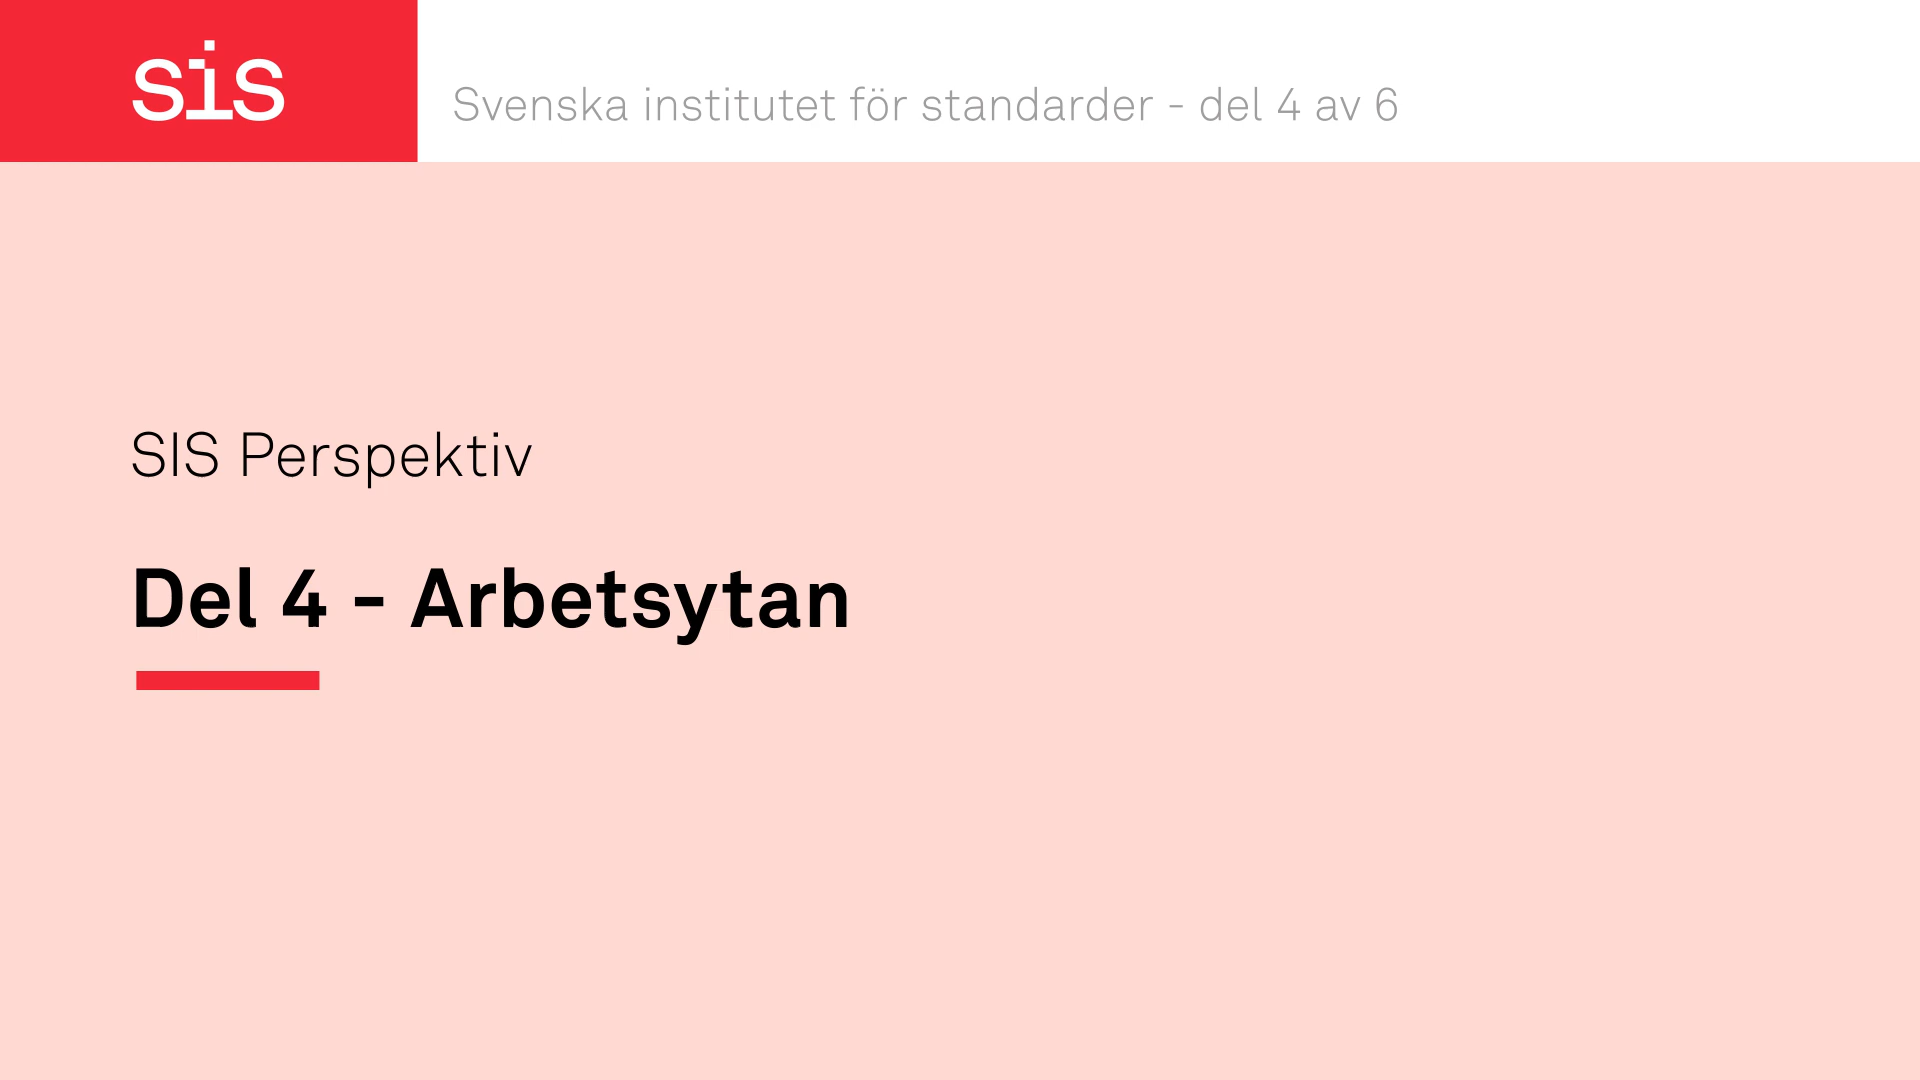 sis
Svenska institutet för standarder - del 4 av 6
SIS Perspektiv
Del 4 - Arbetsytan